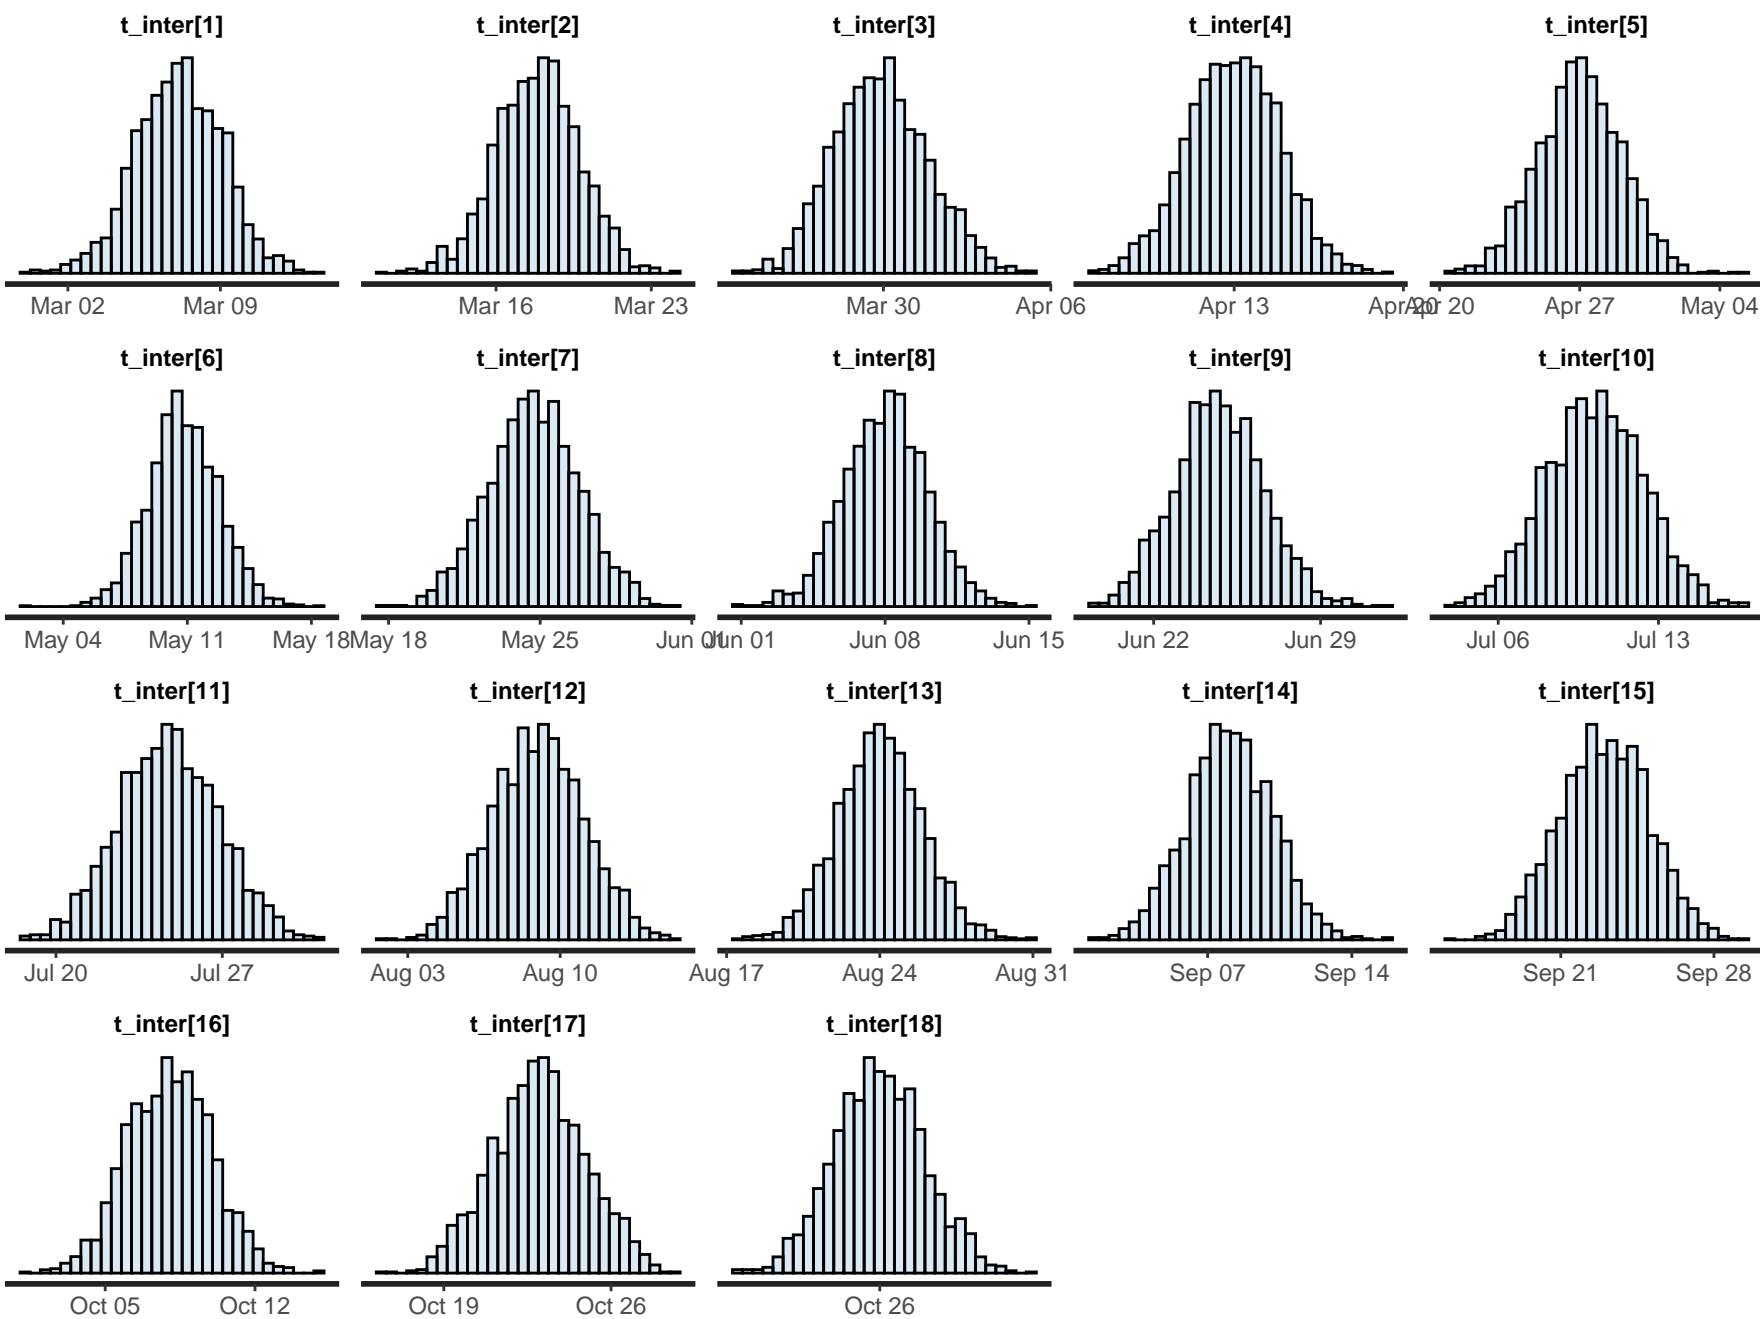 t_inter[1] t_inter[2] t_inter[3] t_inter[4] t_inter[5]
Mar 02 Mar 09 Mar 16 Mar 23 Mar 30 Apr 06 Apr 13 Apr 20 Apr 20 Apr 27 May 04
t_inter[6] t_inter[7] t_inter[8] t_inter[9] t_inter[10]
May 04 May 11 May 18 May 18 May 25 Jun 01 Jun 01 Jun 08 Jun 15 Jun 22 Jun 29 Jul 06 Jul 13
t_inter[11] t_inter[12] t_inter[13] t_inter[14] t_inter[15]
Jul 20 Jul 27 Aug 03 Aug 10 Aug 17 Aug 24 Aug 31 Sep 07 Sep 14 Sep 21 Sep 28
t_inter[16] t_inter[17] t_inter[18]
Oct 05 Oct 12 Oct 19 Oct 26 Oct 26